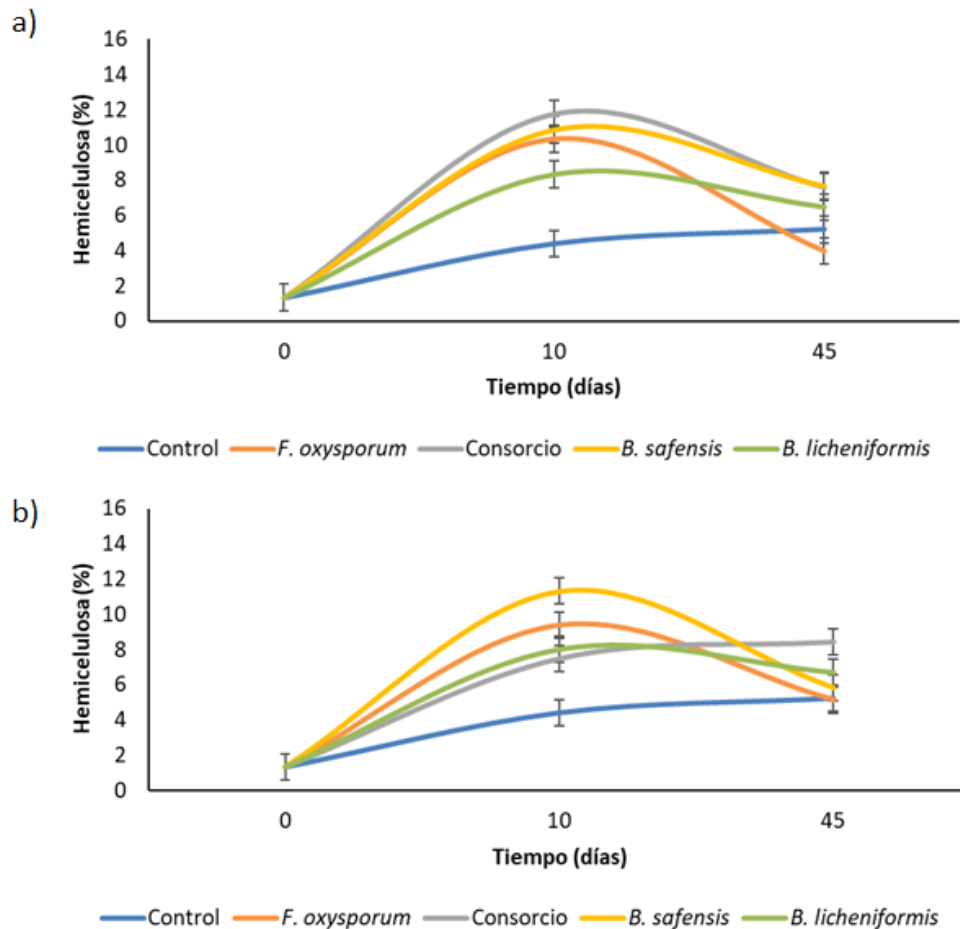 a)
16
14
12
10
8
6
4
2
0
Hemicelulosa (%)
0 10 45
Tiempo (días)
Control F. oxysporum Consorcio B. safensis B. licheniformis
b)
16
14
12
10
8
6
4
2
0
Hemicelulosa (%)
0 10 45
Tiempo (días)
Control F. oxysporum Consorcio B. safensis B. licheniformis